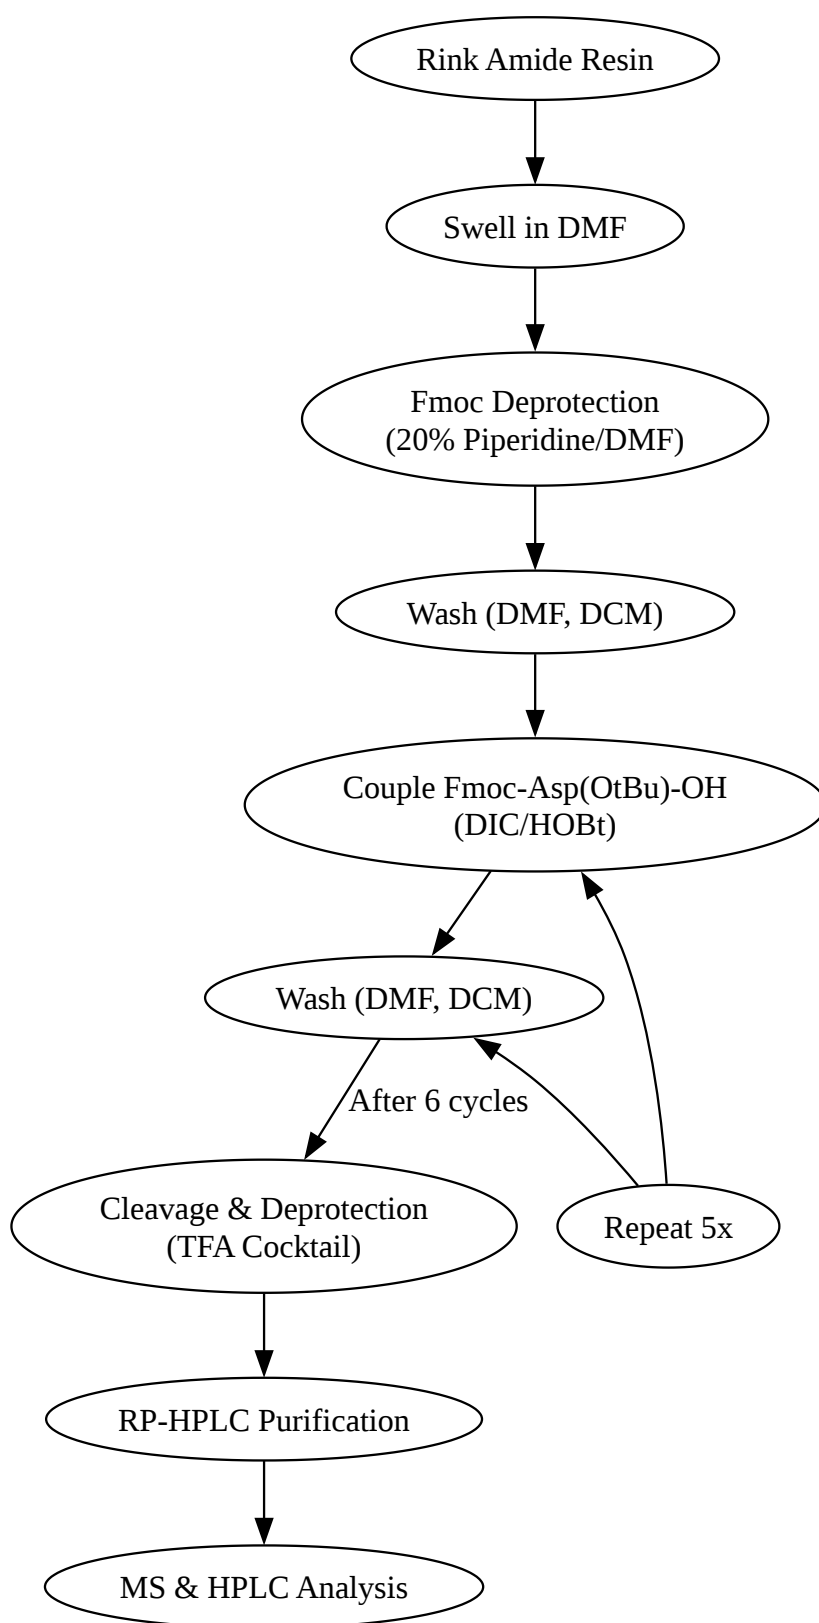 Rink Amide Resin
Swell in DMF
Fmoc Deprotection
(20% Piperidine/DMF)
Wash (DMF, DCM)
Couple Fmoc-Asp(OtBu)-OH
(DIC/HOBt)
Wash (DMF, DCM)
After 6 cycles
Cleavage & Deprotection
(TFA Cocktail)
Repeat 5x
RP-HPLC Purification
MS & HPLC Analysis